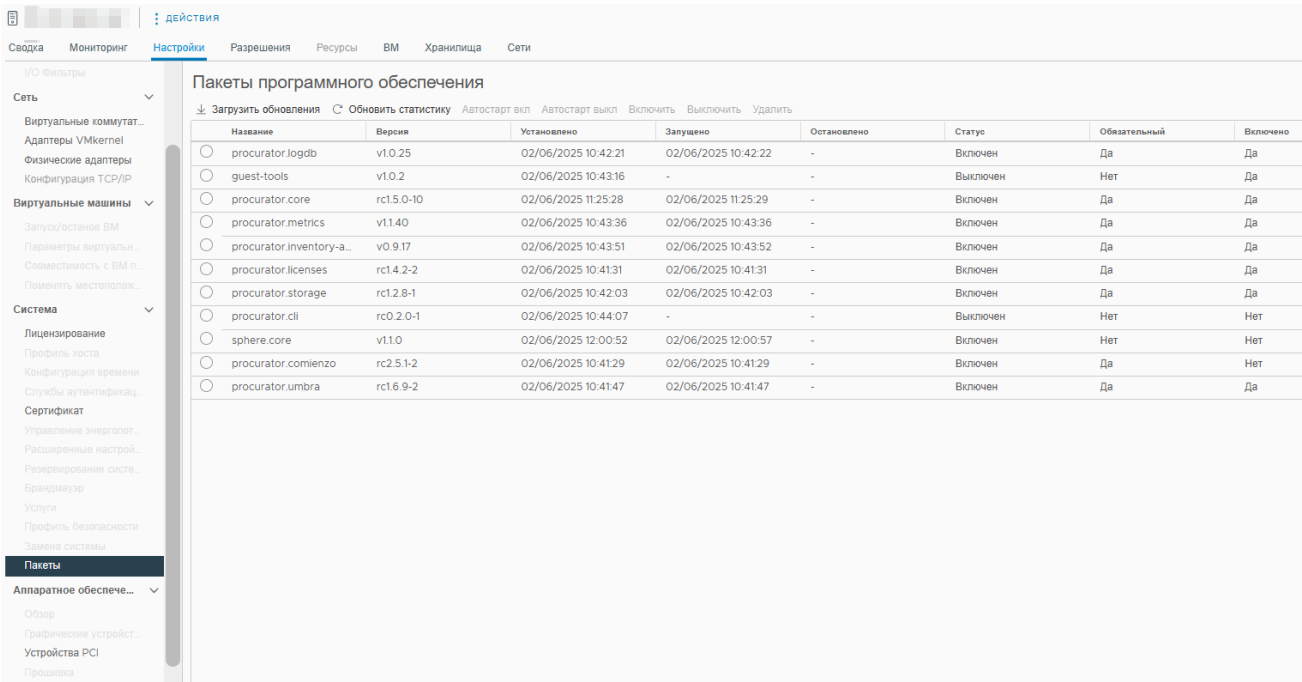 ДЕЙСТВИЯ
Сводка Мониторинг Настройки Разрешения Ресурсы ВМ Хранилища Сети
I/O Фильтры
Сеть
Виртуальные коммутат...
Адаптеры VMkernel
Физические адаптеры
Конфигурация TCP/IP
Виртуальные машины
Запуск/останов ВМ
Параметры виртуальн...
Совместимость с ВМ п...
Поменять местополож...
Система
Лицензирование
Профиль хоста
Конфигурация времени
Службы аутентификац...
Сертификат
Управление энергопот...
Расширенные настрой...
Резервирование систе...
Брандмауэр
Услуги
Профиль безопасности
Замена системы
Пакеты
Аппаратное обеспече...
Обзор
Графические устройст...
Устройства PCI
Прошивка
Пакеты программного обеспечения
Загрузить обновления Обновить статистику Автостарт вкл Автостарт выкл Включить Выключить Удалить
Название Версия Установлено Запущено Остановлено Статус Обязательный Включено
procurator.logdb v1.0.25 02/06/2025 10:42:21 02/06/2025 10:42:22 - Включен Да Да
guest-tools v1.0.2 02/06/2025 10:43:16 - - Выключен Нет Да
procurator.core rc1.5.0-10 02/06/2025 11:25:28 02/06/2025 11:25:29 - Включен Да Да
procurator.metrics v1.1.40 02/06/2025 10:43:36 02/06/2025 10:43:36 - Включен Да Да
procurator.inventory-a... v0.9.17 02/06/2025 10:43:51 02/06/2025 10:43:52 - Включен Да Да
procurator.licenses rc1.4.2-2 02/06/2025 10:41:31 02/06/2025 10:41:31 - Включен Да Да
procurator.storage rc1.2.8-1 02/06/2025 10:42:03 02/06/2025 10:42:03 - Включен Да Да
procurator.cli rc0.2.0-1 02/06/2025 10:44:07 - - Выключен Нет Нет
sphere.core v1.1.0 02/06/2025 12:00:52 02/06/2025 12:00:57 - Включен Нет Нет
procurator.comienzo rc2.5.1-2 02/06/2025 10:41:29 02/06/2025 10:41:29 - Включен Да Нет
procurator.umbra rc1.6.9-2 02/06/2025 10:41:47 02/06/2025 10:41:47 - Включен Да Да